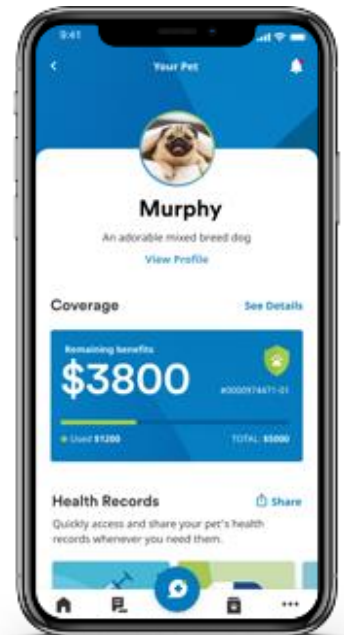 9:41
Your Pet
Murphy
An adorable mixed breed dog
View Profile
Coverage
See Details
Remaining benefits
$3800
#0000974471-01
Used $1200
TOTAL: $5000
Health Records
Share
Quickly access and share your pet's health
records whenever you need them.